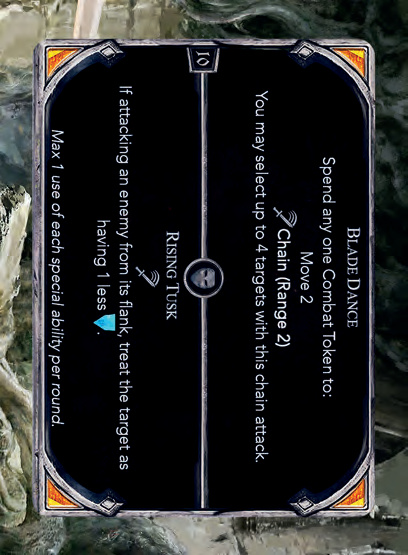 BLADE DANCE
Spend any one Combat Token to:
Move 2
Chain (Range 2)
You may select up to 4 targets with this chain attack.
10
RISING TUSK
If attacking an enemy from its flank, treat the target as
having 1 less .
Max 1 use of each special ability per round.